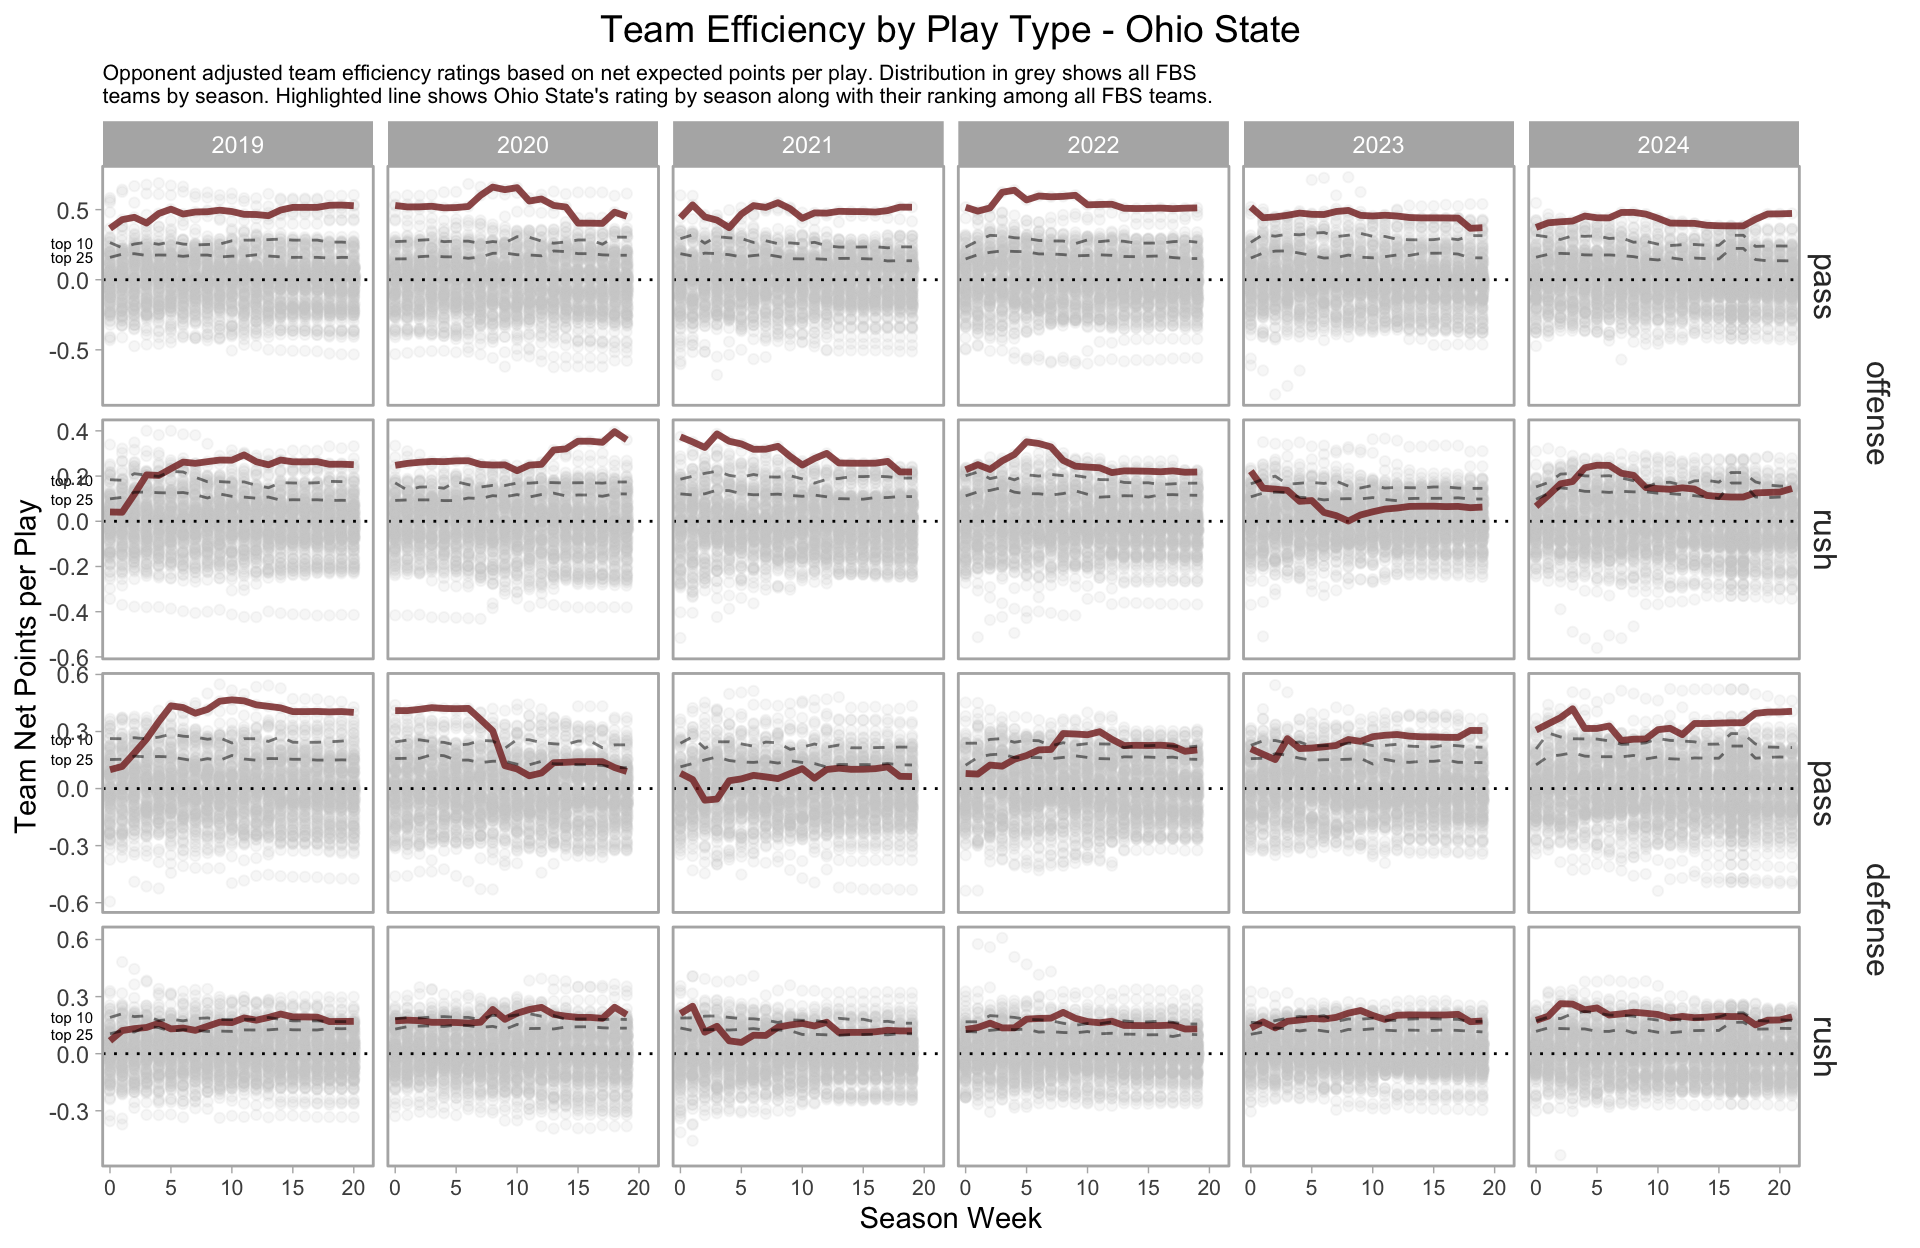 Team Efficiency by Play Type - Ohio State
Opponent adjusted team efficiency ratings based on net expected points per play. Distribution in grey shows all FBS
teams by season. Highlighted line shows Ohio State's rating by season along with their ranking among all FBS teams.
2019 2020 2021 2022 2023 2024
0.5
top 10
top 25
0.0
-0.5
pass
offense
0.4
0.2
top 10
top 25
0.0
-0.2
-0.4
-0.6
rush
Team Net Points per Play
0.6
0.3
top 10
top 25
0.0
-0.3
-0.6
pass
defense
0.6
0.3
top 10
top 25
0.0
-0.3
rush
0 5 10 15 20 0 5 10 15 20 0 5 10 15 20 0 5 10 15 20 0 5 10 15 20 0 5 10 15 20
Season Week